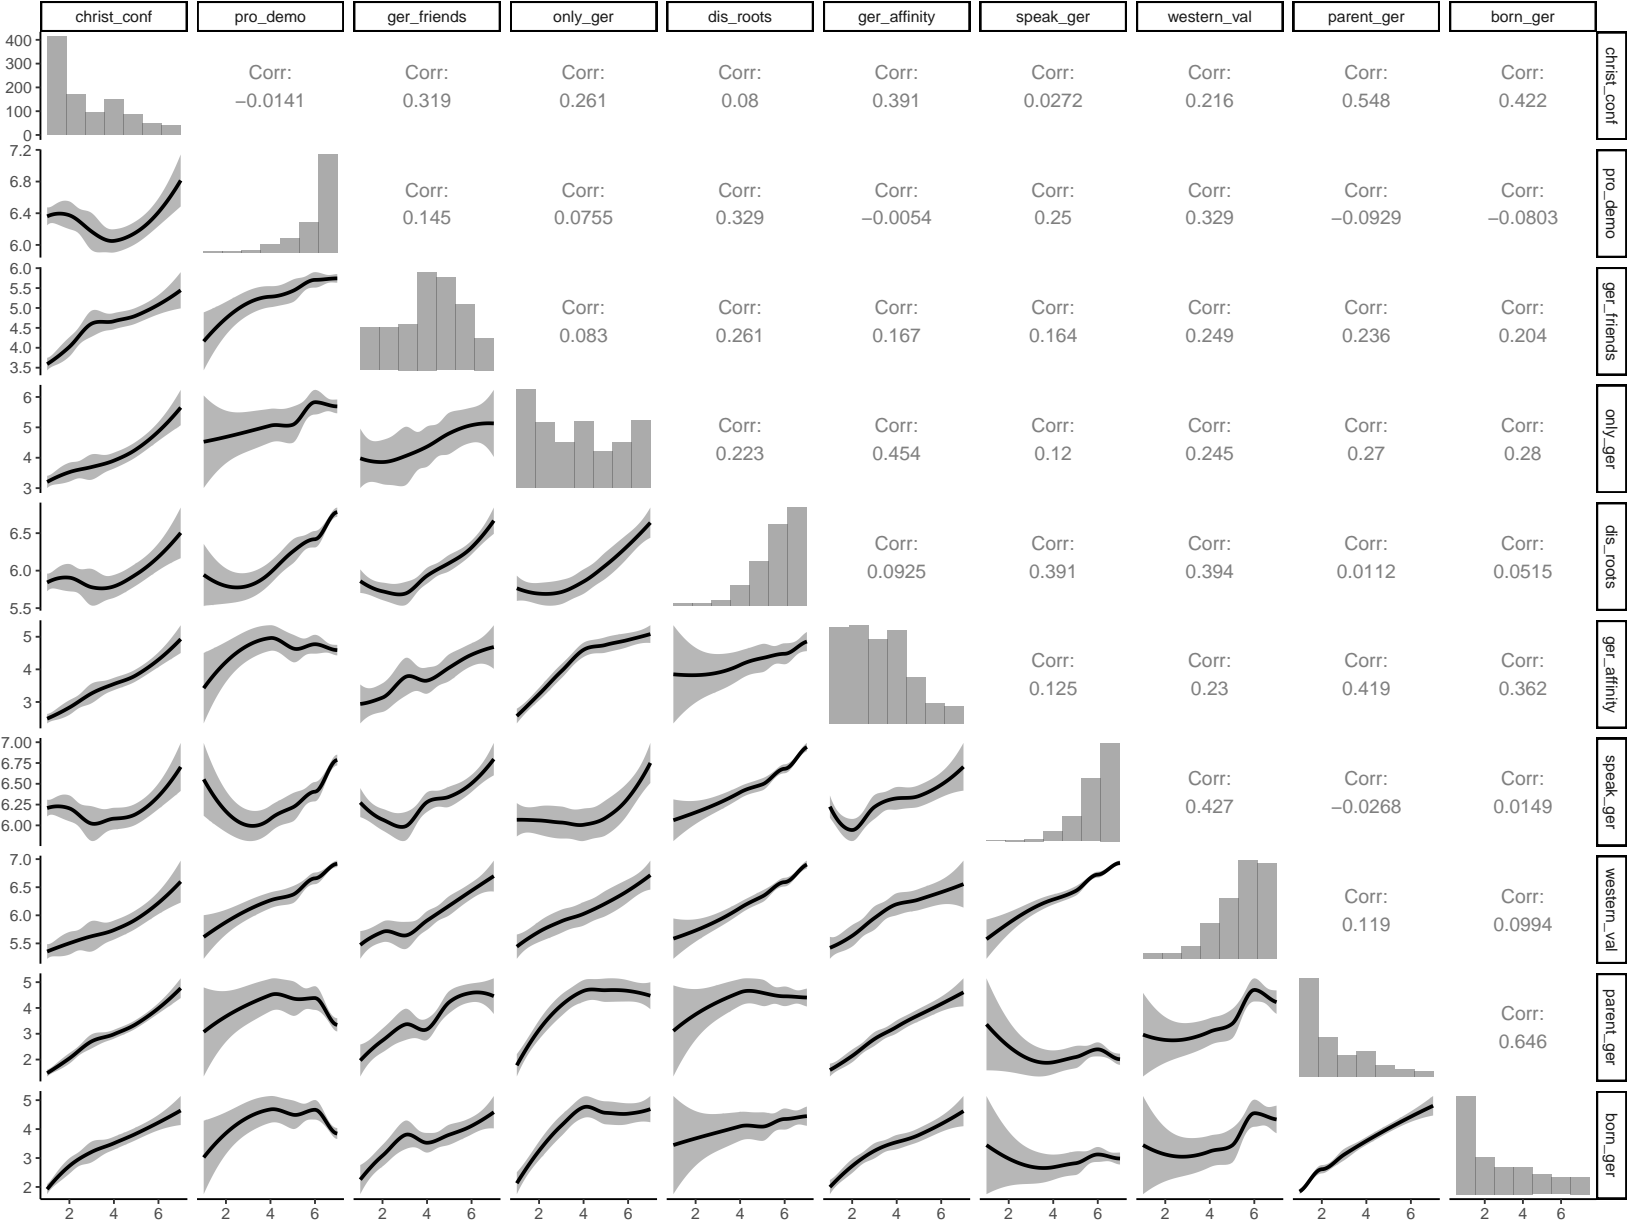 christ_conf pro_demo ger_friends only_ger dis_roots ger_affinity speak_ger western_val parent_ger born_ger
400
300
200
100
0
Corr: Corr: Corr: Corr: Corr: Corr: Corr: Corr: Corr:
−0.0141 0.319 0.261 0.08 0.391 0.0272 0.216 0.548 0.422
christ_conf
7.2
6.8
6.4
6.0
Corr: Corr: Corr: Corr: Corr: Corr: Corr: Corr:
0.145 0.0755 0.329 −0.0054 0.25 0.329 −0.0929 −0.0803
pro_demo
6.0
5.5
5.0
4.5
4.0
3.5
Corr: Corr: Corr: Corr: Corr: Corr: Corr:
0.083 0.261 0.167 0.164 0.249 0.236 0.204
ger_friends
6
5
4
3
Corr: Corr: Corr: Corr: Corr: Corr:
0.223 0.454 0.12 0.245 0.27 0.28
only_ger
6.5
6.0
5.5
Corr: Corr: Corr: Corr: Corr:
0.0925 0.391 0.394 0.0112 0.0515
dis_roots
5
4
3
Corr: Corr: Corr: Corr:
0.125 0.23 0.419 0.362
ger_affinity
7.00
6.75
6.50
6.25
6.00
Corr: Corr: Corr:
0.427 −0.0268 0.0149
speak_ger
7.0
6.5
6.0
5.5
Corr: Corr:
0.119 0.0994
western_val
5
4
3
2
Corr:
0.646
parent_ger
5
4
3
2
born_ger
2 4 6 2 4 6 2 4 6 2 4 6 2 4 6 2 4 6 2 4 6 2 4 6 2 4 6 2 4 6